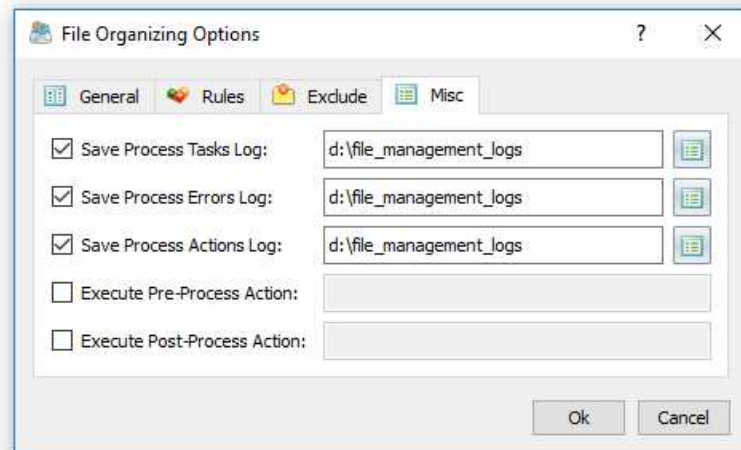 File Organizing Options ?
General Rules Exclude Misc
Save Process Tasks Log: d:\file_management_logs
Save Process Errors Log: d:\file_management_logs
Save Process Actions Log: d:\file_management_logs
Execute Pre-Process Action:
Execute Post-Process Action:
Ok Cancel